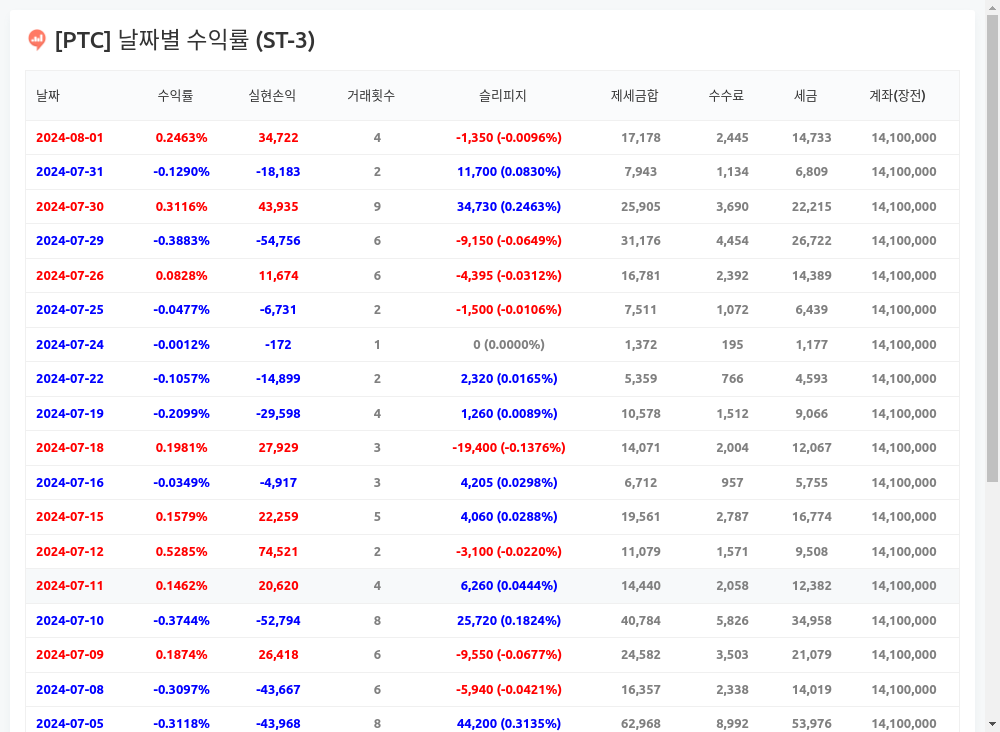 [PTC] 날짜별 수익률 (ST-3)
날짜 수익률 실현손익 거래횟수 슬리피지 제세금합 수수료 세금 계좌(장전)
2024-08-01 0.2463% 34,722 4 -1,350 (-0.0096%) 17,178 2,445 14,733 14,100,000
2024-07-31 -0.1290% -18,183 2 11,700 (0.0830%) 7,943 1,134 6,809 14,100,000
2024-07-30 0.3116% 43,935 9 34,730 (0.2463%) 25,905 3,690 22,215 14,100,000
2024-07-29 -0.3883% -54,756 6 -9,150 (-0.0649%) 31,176 4,454 26,722 14,100,000
2024-07-26 0.0828% 11,674 6 -4,395 (-0.0312%) 16,781 2,392 14,389 14,100,000
2024-07-25 -0.0477% -6,731 2 -1,500 (-0.0106%) 7,511 1,072 6,439 14,100,000
2024-07-24 -0.0012% -172 1 0 (0.0000%) 1,372 195 1,177 14,100,000
2024-07-22 -0.1057% -14,899 2 2,320 (0.0165%) 5,359 766 4,593 14,100,000
2024-07-19 -0.2099% -29,598 4 1,260 (0.0089%) 10,578 1,512 9,066 14,100,000
2024-07-18 0.1981% 27,929 3 -19,400 (-0.1376%) 14,071 2,004 12,067 14,100,000
2024-07-16 -0.0349% -4,917 3 4,205 (0.0298%) 6,712 957 5,755 14,100,000
2024-07-15 0.1579% 22,259 5 4,060 (0.0288%) 19,561 2,787 16,774 14,100,000
2024-07-12 0.5285% 74,521 2 -3,100 (-0.0220%) 11,079 1,571 9,508 14,100,000
2024-07-11 0.1462% 20,620 4 6,260 (0.0444%) 14,440 2,058 12,382 14,100,000
2024-07-10 -0.3744% -52,794 8 25,720 (0.1824%) 40,784 5,826 34,958 14,100,000
2024-07-09 0.1874% 26,418 6 -9,550 (-0.0677%) 24,582 3,503 21,079 14,100,000
2024-07-08 -0.3097% -43,667 6 -5,940 (-0.0421%) 16,357 2,338 14,019 14,100,000
2024-07-05 -0.3118% -43,968 8 44,200 (0.3135%) 62,968 8,992 53,976 14,100,000